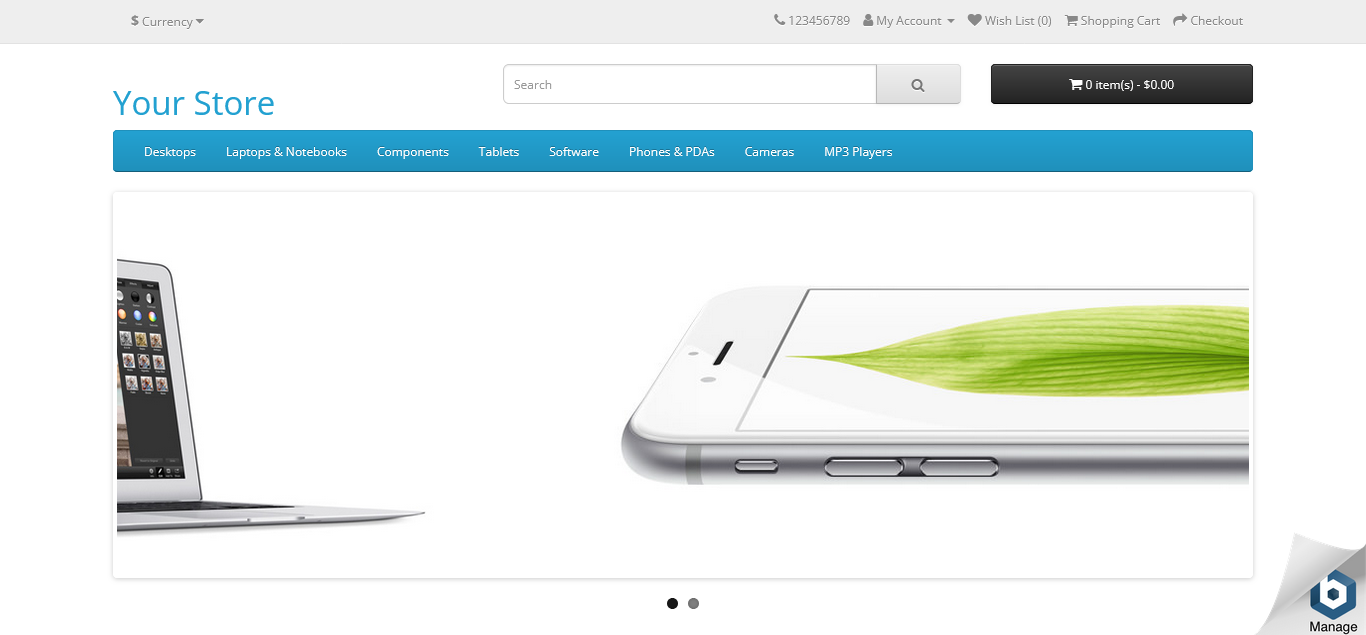 $ Currency
123456789 My Account Wish List (0) Shopping Cart Checkout
Your Store
Search
0 item(s) - $0.00
Desktops Laptops & Notebooks Components Tablets Software Phones & PDAs Cameras MP3 Players
Manage